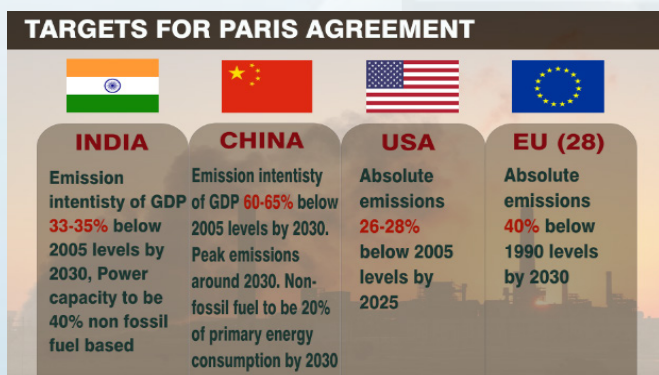 TARGETS FOR PARIS AGREEMENT
INDIA
Emission
intentisty of GDP
33-35% below
2005 levels by
2030, Power
capacity to be
40% non fossil
fuel based
CHINA
Emission intentisty
of GDP 60-65% below
2005 levels by 2030.
Peak emissions
around 2030. Non-
fossil fuel to be 20%
of primary energy
consumption by 2030
USA
Absolute
emissions
26-28%
below 2005
levels by
2025
EU (28)
Absolute
emissions
40% below
1990 levels
by 2030